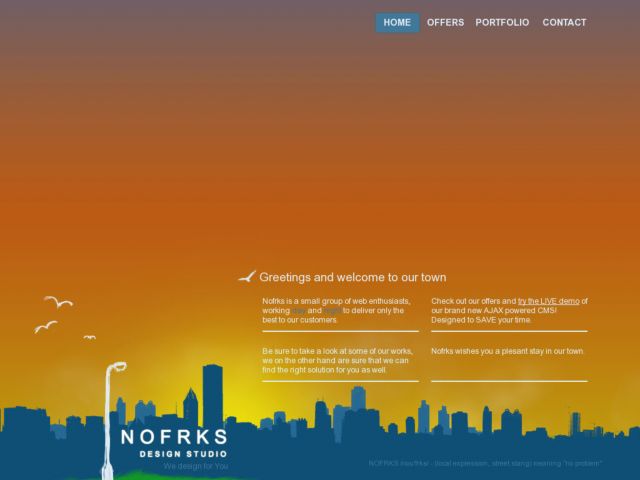 HOME OFFERS PORTFOLIO CONTACT
Greetings and welcome to our town
Nofrks is a small group of web enthusiasts,
working day and night to deliver only the
best to our customers.
Check out our offers and try the LIVE demo of
our brand new AJAX powered CMS!
Designed to SAVE your time.
Be sure to take a look at some of our works,
we on the other hand are sure that we can
find the right solution for you as well.
Nofrks wishes you a plesant stay in our town.
NOFRKS
DESIGN STUDIO
We design for You
NOFRKS - (local expression, street slang) meaning "no problem"